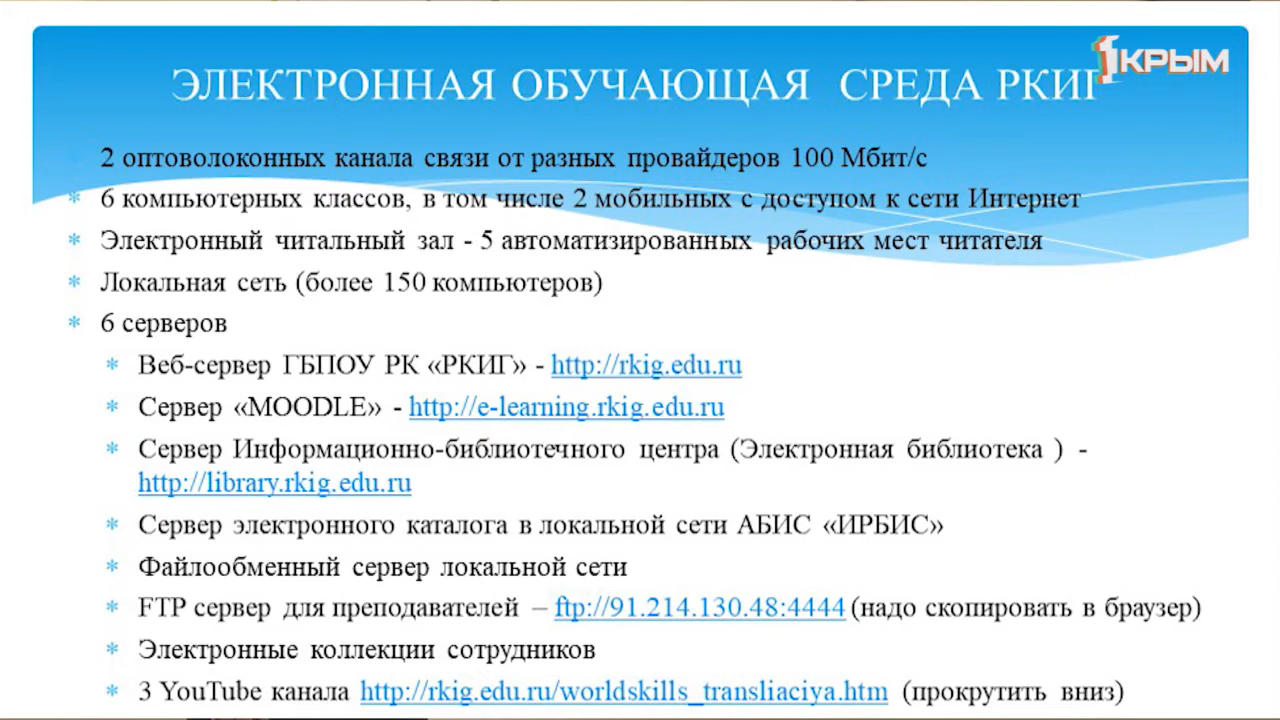 1КРЫМ
ЭЛЕКТРОННАЯ ОБУЧАЮЩАЯ СРЕДА РКИГ
2 оптоволоконных канала связи от разных провайдеров 100 Мбит/с
6 компьютерных классов, в том числе 2 мобильных с доступом к сети Интернет
Электронный читальный зал - 5 автоматизированных рабочих мест читателя
Локальная сеть (более 150 компьютеров)
6 серверов
Веб-сервер ГБПОУ РК «РКИГ» - http://rkig.edu.ru
Сервер «MOODLE» - http://e-learning.rkig.edu.ru
Сервер Информационно-библиотечного центра (Электронная библиотека ) -
http://library.rkig.edu.ru
Сервер электронного каталога в локальной сети АБИС «ИРБИС»
Файлообменный сервер локальной сети
FTP сервер для преподавателей – ftp://91.214.130.48:4444 (надо скопировать в браузер)
Электронные коллекции сотрудников
3 YouTube канала http://rkig.edu.ru/worldskills_transliaciya.htm (прокрутить вниз)